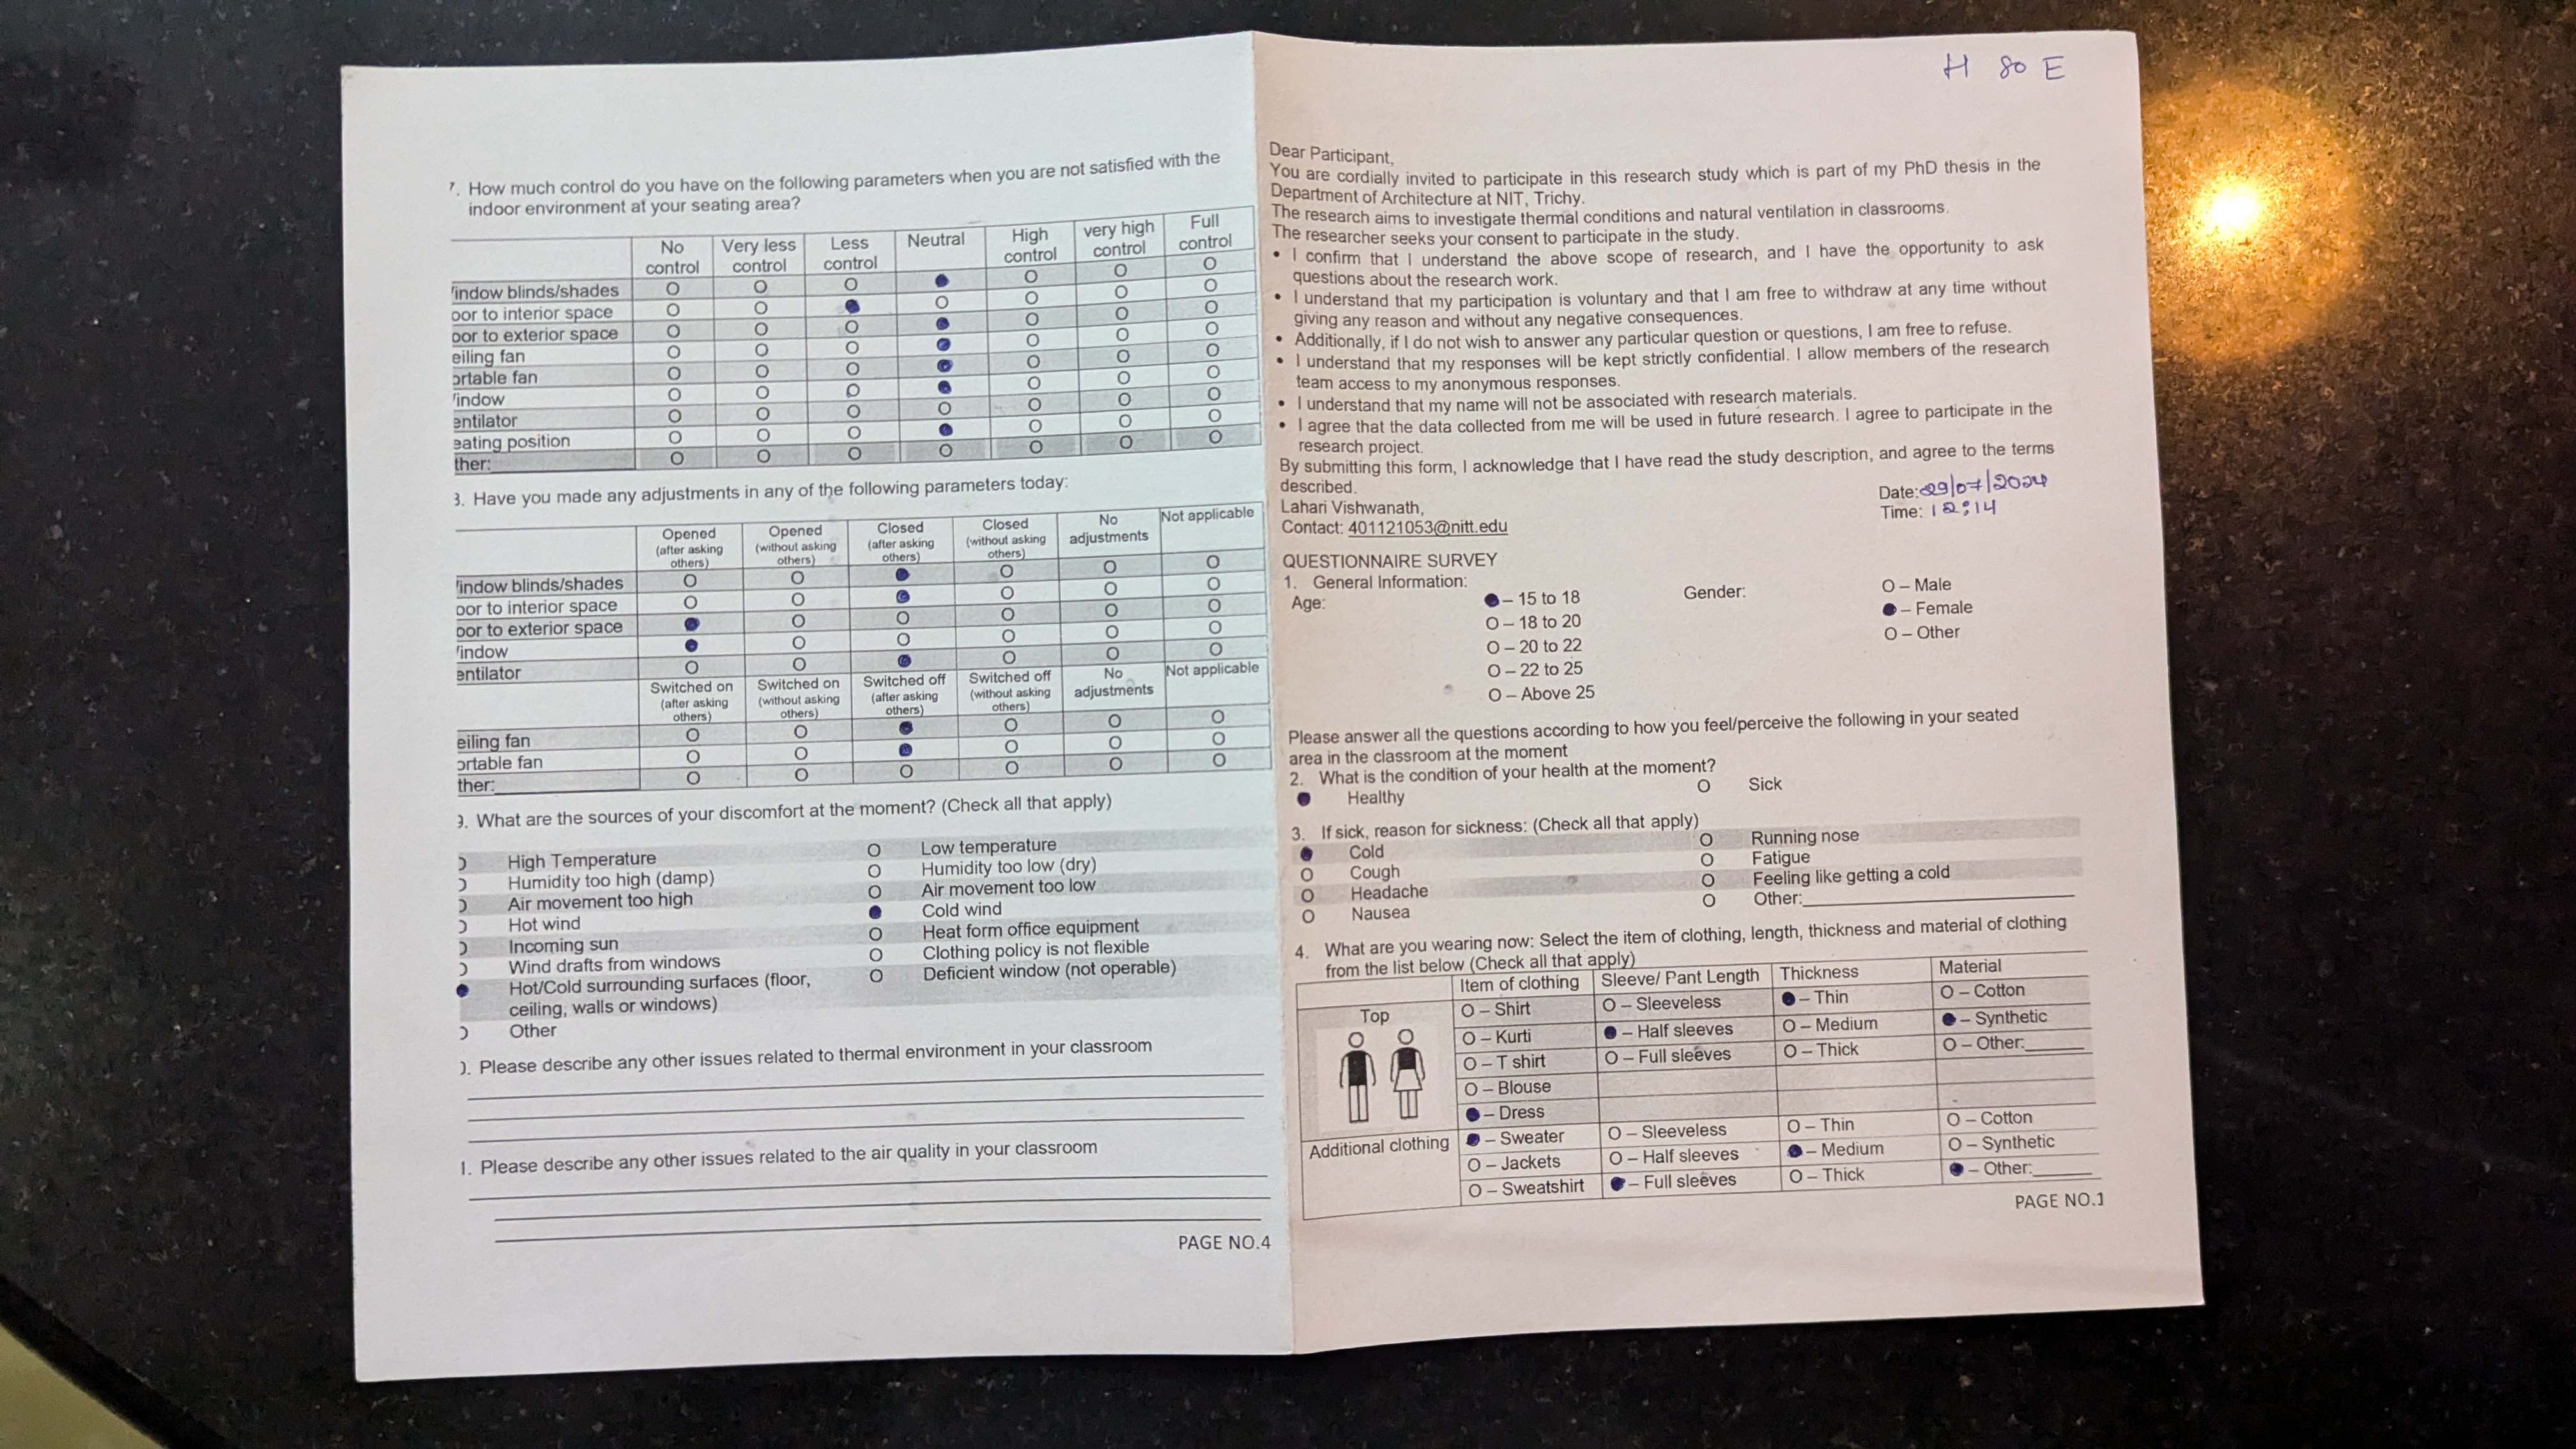 7. How much control do you have on the following parameters when you are not satisfied with the
indoor environment at your seating area?
No control Very less control Less control Neutral High control very high control Full control
indow blinds/shades O O O ● O O O
oor to interior space O O ● O O O O
oor to exterior space O O O ● O O O
eiling fan O O O ● O O O
ortable fan O O O ● O O O
indow O O O ● O O O
entilator O O O O O O O
eating position O O O ● O O O
ther: O O O O O O O
3. Have you made any adjustments in any of the following parameters today:
Opened (after asking others) Opened (without asking others) Closed (after asking others) Closed (without asking others) No adjustments Not applicable
indow blinds/shades O O ● O O O
oor to interior space O O ● O O O
oor to exterior space ● O O O O O
indow ● O O O O O
entilator O O ● O O O
Switched on (after asking others) Switched on (without asking others) Switched off (after asking others) Switched off (without asking others) No adjustments Not applicable
eiling fan O O ● O O O
ortable fan O O ● O O O
ther: O O O O O O
9. What are the sources of your discomfort at the moment? (Check all that apply)
High Temperature O Low temperature
Humidity too high (damp) O Humidity too low (dry)
Air movement too high O Air movement too low
Hot wind ● Cold wind
Incoming sun O Heat form office equipment
Wind drafts from windows O Clothing policy is not flexible
● Hot/Cold surrounding surfaces (floor, O Deficient window (not operable)
ceiling, walls or windows)
Other
). Please describe any other issues related to thermal environment in your classroom
1. Please describe any other issues related to the air quality in your classroom
PAGE NO.4
H 80 E
Dear Participant,
You are cordially invited to participate in this research study which is part of my PhD thesis in the
Department of Architecture at NIT, Trichy.
The research aims to investigate thermal conditions and natural ventilation in classrooms.
The researcher seeks your consent to participate in the study.
• I confirm that I understand the above scope of research, and I have the opportunity to ask
questions about the research work.
• I understand that my participation is voluntary and that I am free to withdraw at any time without
giving any reason and without any negative consequences.
• Additionally, if I do not wish to answer any particular question or questions, I am free to refuse.
• I understand that my responses will be kept strictly confidential. I allow members of the research
team access to my anonymous responses.
• I understand that my name will not be associated with research materials.
• I agree that the data collected from me will be used in future research. I agree to participate in the
research project.
By submitting this form, I acknowledge that I have read the study description, and agree to the terms
described.
Date: 29/07/2024
Lahari Vishwanath,
Time: 12:14
Contact: 401121053@nitt.edu
QUESTIONNAIRE SURVEY
1. General Information:
Age: ● – 15 to 18 Gender: O – Male
O – 18 to 20 ● – Female
O – 20 to 22 O – Other
O – 22 to 25
O – Above 25
Please answer all the questions according to how you feel/perceive the following in your seated
area in the classroom at the moment
2. What is the condition of your health at the moment?
● Healthy O Sick
3. If sick, reason for sickness: (Check all that apply)
● Cold O Running nose
O Cough O Fatigue
O Headache O Feeling like getting a cold
O Nausea O Other:
4. What are you wearing now: Select the item of clothing, length, thickness and material of clothing
from the list below (Check all that apply)
Item of clothing Sleeve/ Pant Length Thickness Material
Top O – Shirt O – Sleeveless ● – Thin O – Cotton
O – Kurti ● – Half sleeves O – Medium ● – Synthetic
O – T shirt O – Full sleeves O – Thick O – Other:
O – Blouse
● – Dress
Additional clothing ● – Sweater O – Sleeveless O – Thin O – Cotton
O – Jackets O – Half sleeves ● – Medium O – Synthetic
O – Sweatshirt ● – Full sleeves O – Thick ● – Other:
PAGE NO.1